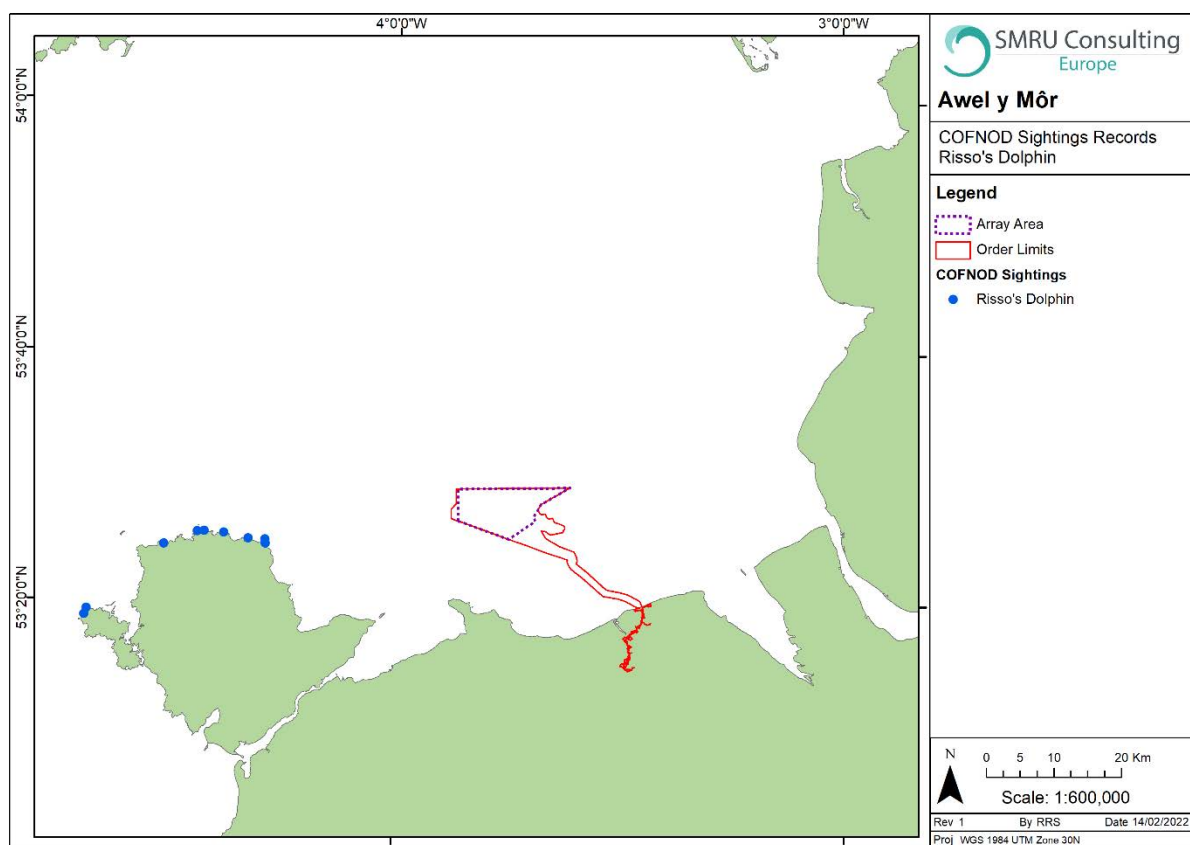 4°0'0"W
3°0'0"W
54°0'0"N
53°40'0"N
53°20'0"N
SMRU Consulting
Europe
Awel y Môr
COFNOD Sightings Records
Risso's Dolphin
Legend
Array Area
Order Limits
COFNOD Sightings
Risso's Dolphin
N
0 5 10 20 Km
Scale: 1:600,000
Rev 1 By RRS Date 14/02/2022
Proj WGS 1984 UTM Zone 30N